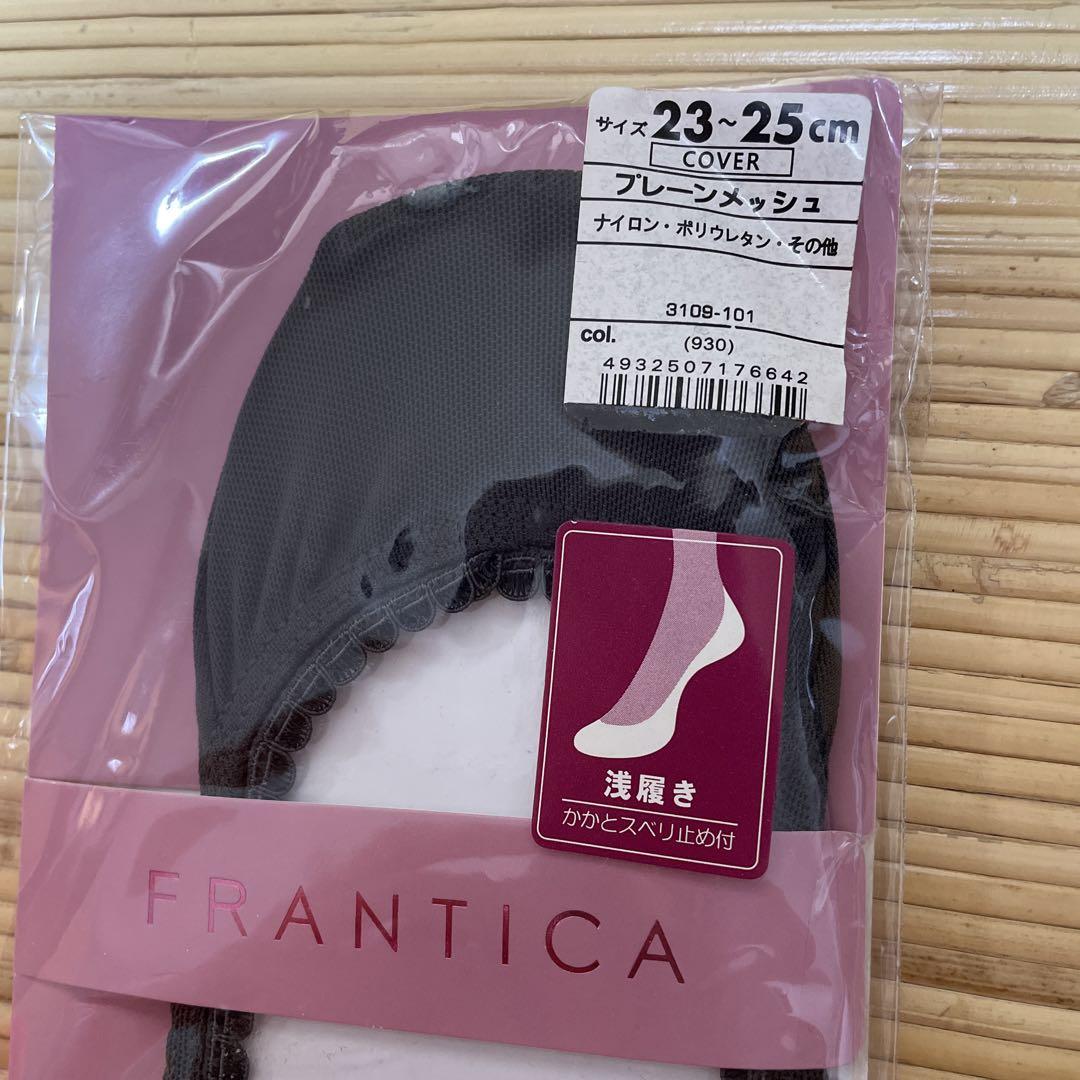 サイズ 23~25cm
COVER
プレーンメッシュ
ナイロン・ポリウレタン・その他
3109-101
col. (930)
4932507176642
浅履き
かかとスベリ止め付
FRANTICA